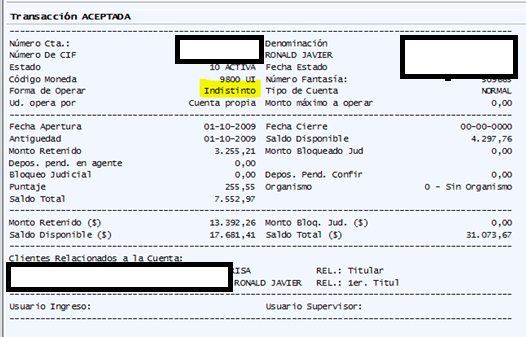 Transacción ACEPTADA
Número Cta.: Denominación
Número De CIF RONALD JAVIER
Estado 10 ACTIVA Fecha Estado
Código Moneda 9800 UI Número Fantasía:
Forma de Operar Indistinto Tipo de Cuenta NORMAL
Ud. opera por Cuenta propia Monto máximo a operar 0,00
Fecha Apertura 01-10-2009 Fecha Cierre 00-00-0000
Antiguedad 01-10-2009 Saldo Disponible ($) 4.297,76
Monto Retenido 3.255,21 Monto Bloqueado Jud 0,00
Depos. pend. en agente 0,00
Bloqueo Judicial 0,00 Depos. Pend. Confir 0,00
Puntaje 255,55 Organismo 0 - Sin Organismo
Saldo Total 7.552,97
Monto Retenido ($) 13.392,26 Monto Bloq. Jud. ($) 0,00
Saldo Disponible ($) 17.681,41 Saldo Total ($) 31.073,67
Clientes Relacionados a la Cuenta:
RISA REL.: Titular
RONALD JAVIER REL.: 1er. Titul
Usuario Ingreso: Usuario Supervisor: